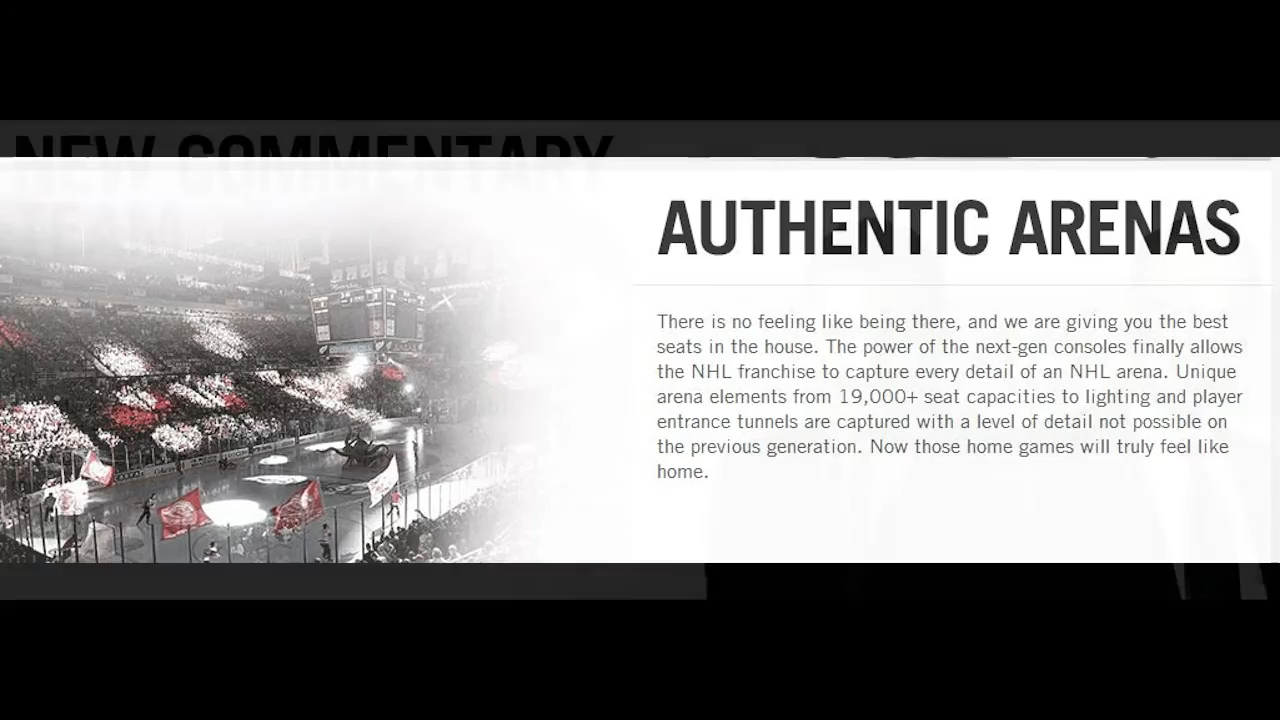 NEW COMMENTARY
AUTHENTIC ARENAS
There is no feeling like being there, and we are giving you the best
seats in the house. The power of the next-gen consoles finally allows
the NHL franchise to capture every detail of an NHL arena. Unique
arena elements from 19,000+ seat capacities to lighting and player
entrance tunnels are captured with a level of detail not possible on
the previous generation. Now those home games will truly feel like
home.